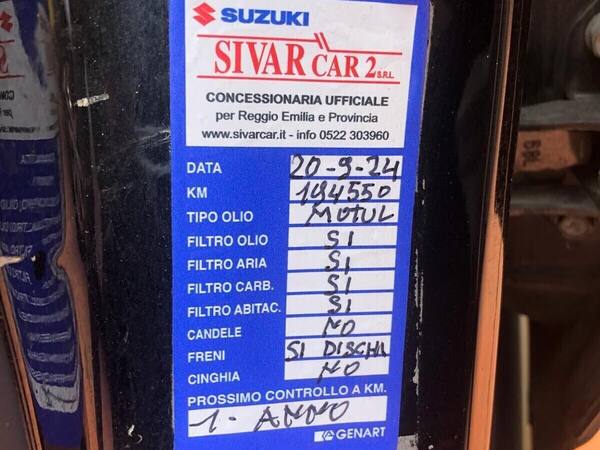 SUZUKI
SIVAR CAR 2 S.R.L.
CONCESSIONARIA UFFICIALE
per Reggio Emilia e Provincia
www.sivarcar.it - info 0522 303960
DATA 20-9-24
KM 194550
TIPO OLIO MOTUL
FILTRO OLIO SI
FILTRO ARIA SI
FILTRO CARB. SI
FILTRO ABITAC. SI
CANDELE NO
FRENI SI DISCHI
CINGHIA NO
PROSSIMO CONTROLLO A KM.
1 - ANNO
GENART